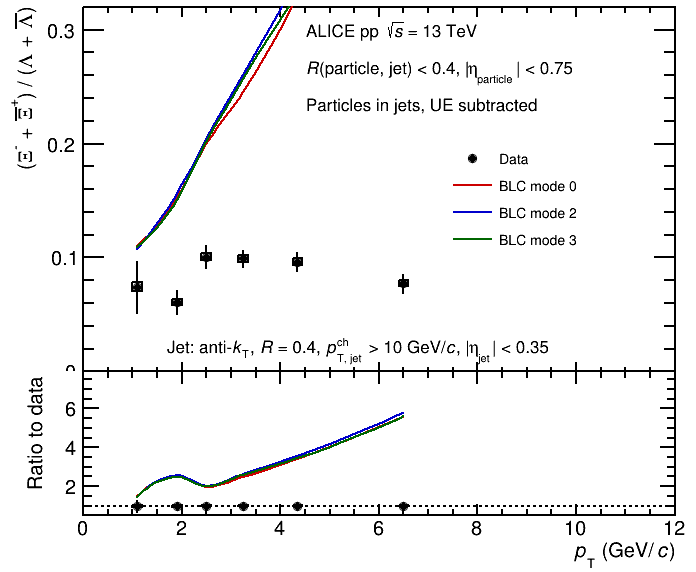 0.3
0.2
0.1
(Ξ⁻ + Ξ̅⁺) / (Λ + Λ̅)
ALICE pp √s = 13 TeV
R(particle, jet) < 0.4, |η_particle| < 0.75
Particles in jets, UE subtracted
Data
BLC mode 0
BLC mode 2
BLC mode 3
Jet: anti-k_T, R = 0.4, p_T, jet^ch > 10 GeV/c, |η_jet| < 0.35
Ratio to data
6
4
2
0 2 4 6 8 10 12
p_T (GeV/c)